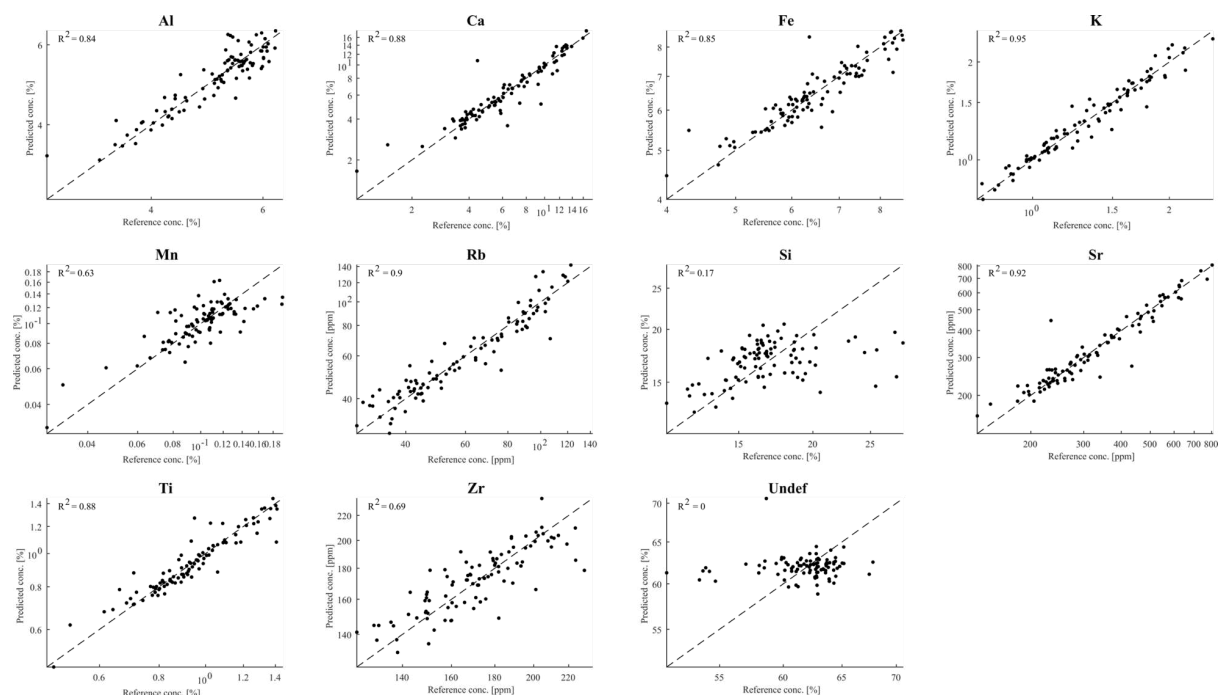 Al
R2 = 0.84
Predicted conc. [%]
6
4
4
6
Reference conc. [%]
Ca
R2 = 0.88
Predicted conc. [%]
16
14
12
101
8
6
4
2
2
4
6
8
101
12
14
16
Reference conc. [%]
Fe
R2 = 0.85
Predicted conc. [%]
8
7
6
5
4
4
5
6
7
8
Reference conc. [%]
K
R2 = 0.95
Predicted conc. [%]
2
1.5
100
100
1.5
2
Reference conc. [%]
Mn
R2 = 0.63
Predicted conc. [%]
0.18
0.16
0.14
0.12
10-1
0.08
0.06
0.04
0.04
0.06
0.08
10-1
0.12
0.14
0.16
0.18
Reference conc. [%]
Rb
R2 = 0.9
Predicted conc. [ppm]
140
102
80
60
40
40
60
80
102
120
140
Reference conc. [ppm]
Si
R2 = 0.17
Predicted conc. [%]
25
20
15
15
20
25
Reference conc. [%]
Sr
R2 = 0.92
Predicted conc. [ppm]
800
700
600
500
400
300
200
200
300
400
500
600
700
800
Reference conc. [ppm]
Ti
R2 = 0.88
Predicted conc. [%]
1.4
1.2
100
0.8
0.6
0.6
0.8
100
1.2
1.4
Reference conc. [%]
Zr
R2 = 0.69
Predicted conc. [ppm]
220
200
180
160
140
140
160
180
200
220
Reference conc. [ppm]
Undef
R2 = 0
Predicted conc. [%]
70
65
60
55
55
60
65
70
Reference conc. [%]